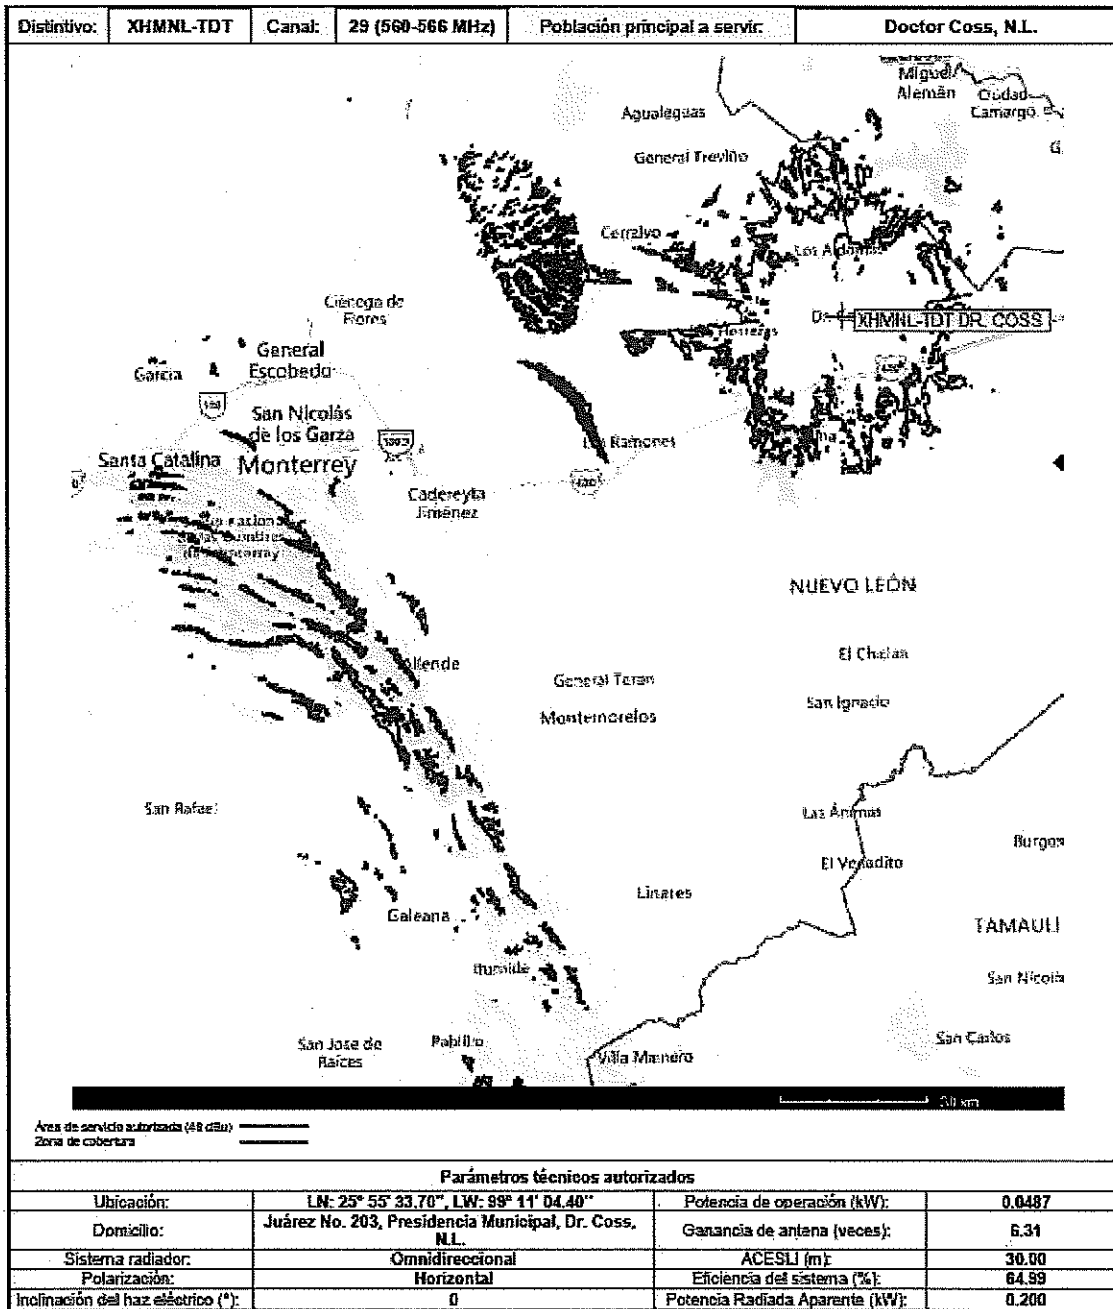 Distintivo: XHMNL-TDT Canal: 29 (560-566 MHz) Población principal a servir: Doctor Coss, N.L.
Miguel
Alemán
Ciudad
Camargo
Agualeguas
General Treviño
Cerralvo
Los Aldamas
Ciénega de
Flores
XHMNL-TDT DR. COSS
Herreras
General
Escobedo
García
San Nicolás
de los Garza
Los Ramones
Santa Catalina
Monterrey
Cadereyta
Jiménez
NUEVO LEÓN
Allende
El Chapan
General Teran
San Ignacio
Montemorelos
San Rafael
Las Ánimas
Burgos
El Venadito
Linares
Galeana
TAMAULI
Iturbide
San Nicola
San Jose de
Raíces
Pablillo
Villa Mainero
San Carlos
30 km
Área de servicio autorizada (48 dBu)
Zona de cobertura
Parámetros técnicos autorizados
Ubicación: LN: 25° 55' 33.70", LW: 99° 11' 04.40'' Potencia de operación (kW): 0.0487
Domicilio: Juárez No. 203, Presidencia Municipal, Dr. Coss, N.L. Ganancia de antena (veces): 6.31
Sistema radiador: Omnidireccional ACESLI (m): 30.00
Polarización: Horizontal Eficiencia del sistema (%): 64.99
Inclinación del haz eléctrico (°): 0 Potencia Radiada Aparente (kW): 0.200